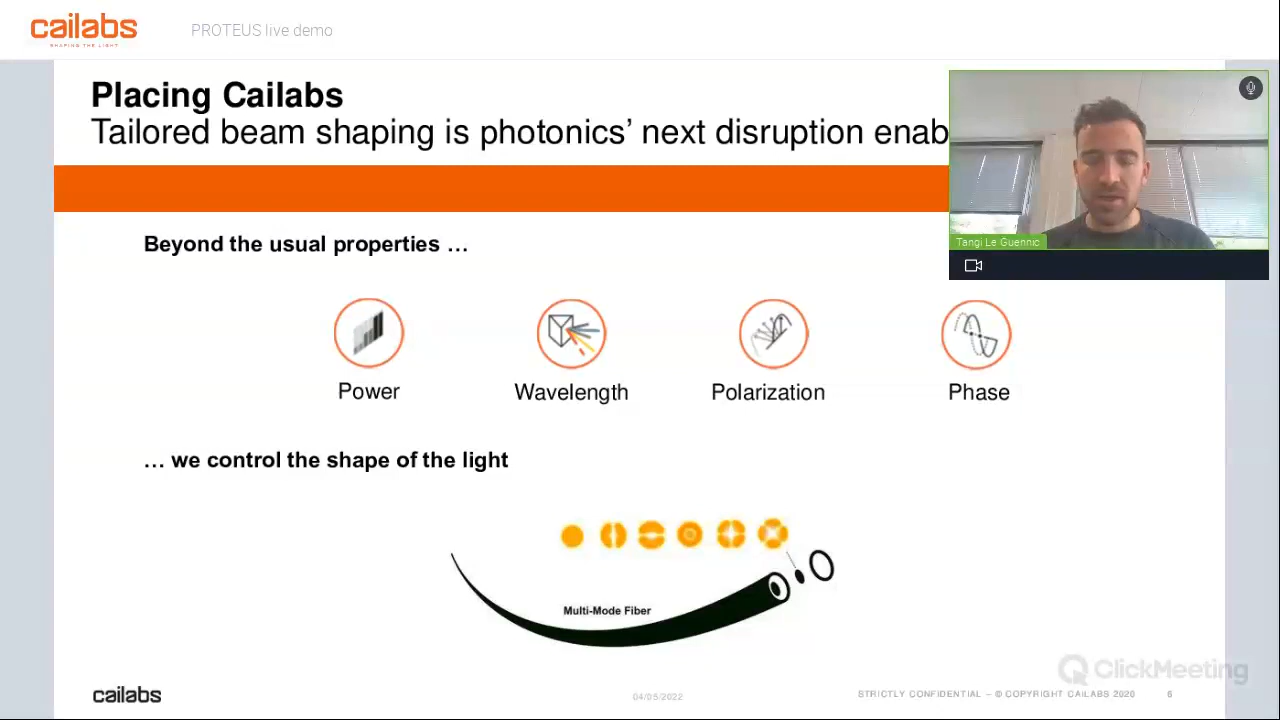 cailabs
SHAPING THE LIGHT
PROTEUS live demo
Placing Cailabs
Tailored beam shaping is photonics’ next disruption enab
Tangi Le Guennic
Beyond the usual properties …
Power
Wavelength
Polarization
Phase
… we control the shape of the light
Multi-Mode Fiber
ClickMeeting
cailabs
04/05/2022
STRICTLY CONFIDENTIAL – © COPYRIGHT CAILABS 2020
6